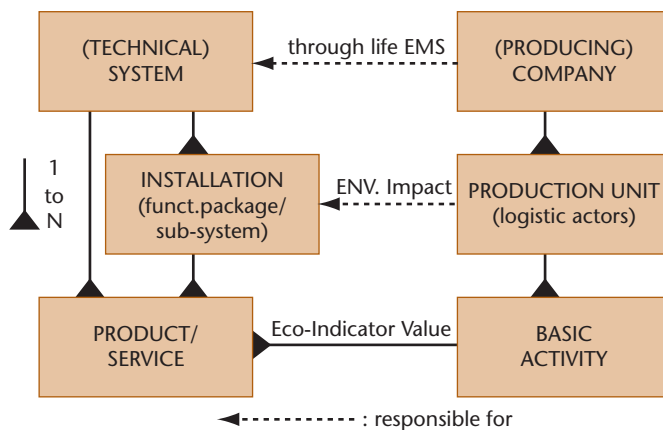 (TECHNICAL)
SYSTEM
through life EMS
(PRODUCING)
COMPANY
1
to
N
INSTALLATION
(funct.package/
sub-system)
ENV. Impact
PRODUCTION UNIT
(logistic actors)
PRODUCT/
SERVICE
Eco-Indicator Value
BASIC
ACTIVITY
: responsible for